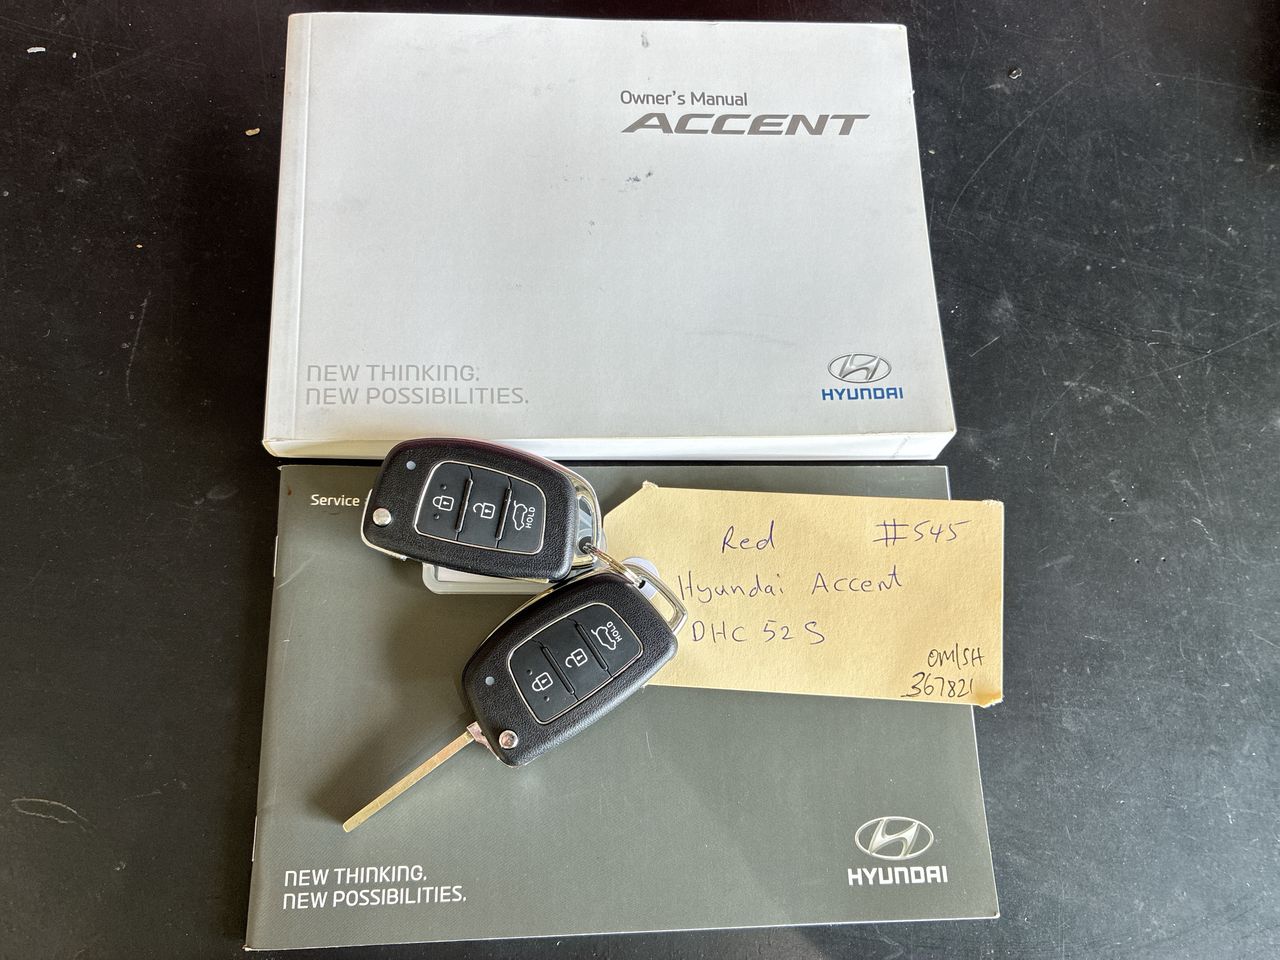 Owner's Manual
ACCENT
NEW THINKING.
NEW POSSIBILITIES.
HYUNDAI
Service
HOLD
HOLD
Red #545
Hyundai Accent
DHC 52 S
OM/SH
367821
HYUNDAI
NEW THINKING.
NEW POSSIBILITIES.